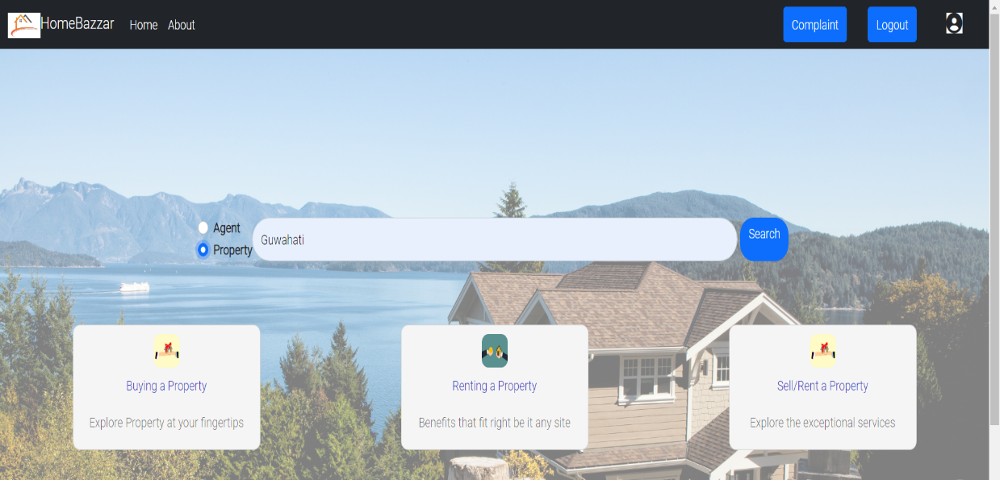 HomeBazzar Home About Complaint Logout
Agent
Property
Guwahati
Search
Buying a Property
Explore Property at your fingertips
Renting a Property
Benefits that fit right be it any site
Sell/Rent a Property
Explore the exceptional services